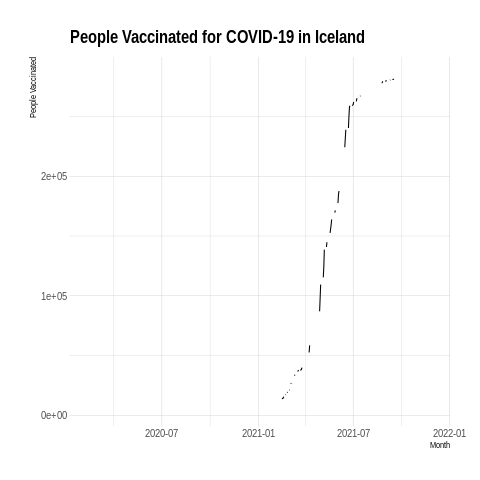 People Vaccinated for COVID-19 in Iceland
People Vaccinated
2e+05
1e+05
0e+00
2020-07 2021-01 2021-07 2022-01
Month